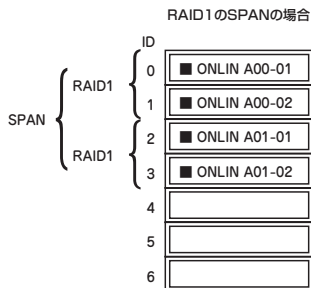 RAID1のSPANの場合
ID
0 ■ ONLIN A00-01
RAID1
1 ■ ONLIN A00-02
SPAN
2 ■ ONLIN A01-01
RAID1
3 ■ ONLIN A01-02
4
5
6